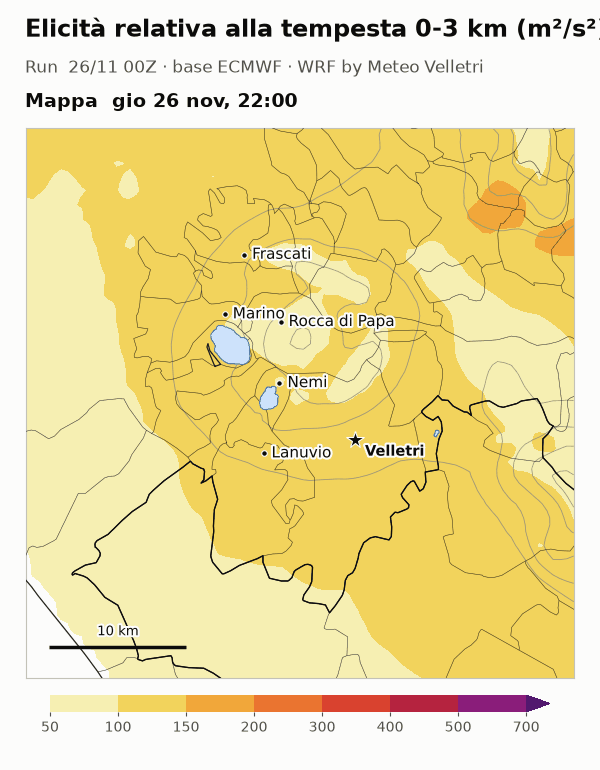 Elicità relativa alla tempesta 0-3 km (m²/s²)
Run 26/11 00Z · base ECMWF · WRF by Meteo Velletri
Mappa gio 26 nov, 22:00
Frascati
Marino
Rocca di Papa
Nemi
Velletri
Lanuvio
10 km
50 100 150 200 300 400 500 700